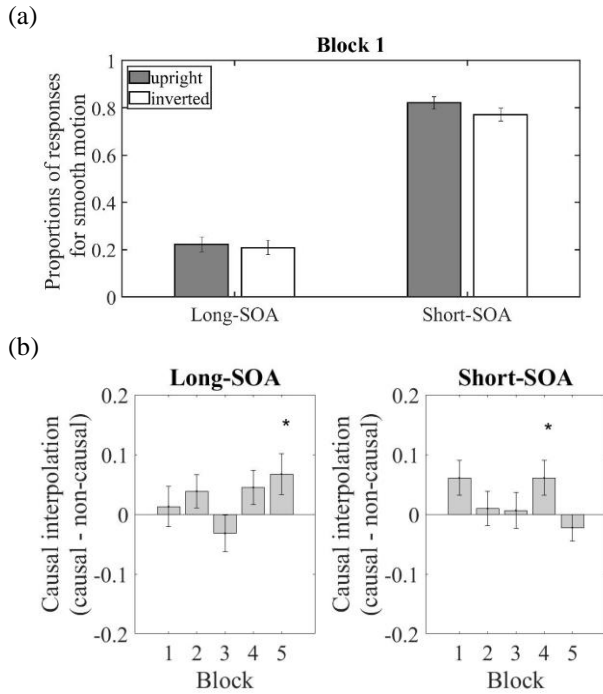 (a)
Block 1
upright
inverted
Proportions of responses
for smooth motion
1
0.8
0.6
0.4
0.2
0
Long-SOA
Short-SOA
(b)
Long-SOA
Causal interpolation
(causal - non-causal)
0.2
0.1
0
-0.1
-0.2
*
1 2 3 4 5
Block
Short-SOA
Causal interpolation
(causal - non-causal)
0.2
0.1
0
-0.1
-0.2
*
1 2 3 4 5
Block